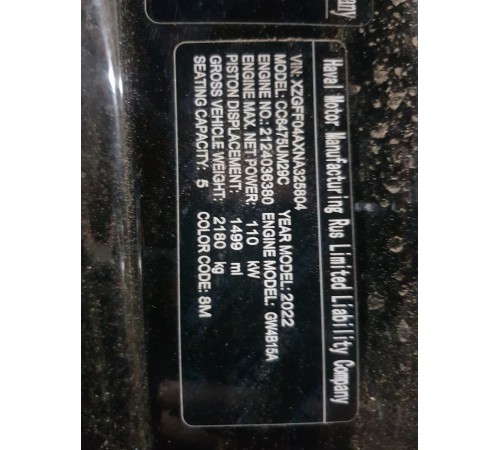 pany
Haval Motor Manufacturing Rus Limited Liability Company
VIN: XZGFF04AXNA325804
MODEL: CC6475UM29C YEAR MODEL: 2022
ENGINE NO.: 2124036380 ENGINE MODEL: GW4B15A
ENGINE MAX. NET POWER: 110 kW
PISTON DISPLACEMENT: 1499 ml
GROSS VEHICLE WEIGHT: 2180 kg
SEATING CAPACITY: 5 COLOR CODE: 8M